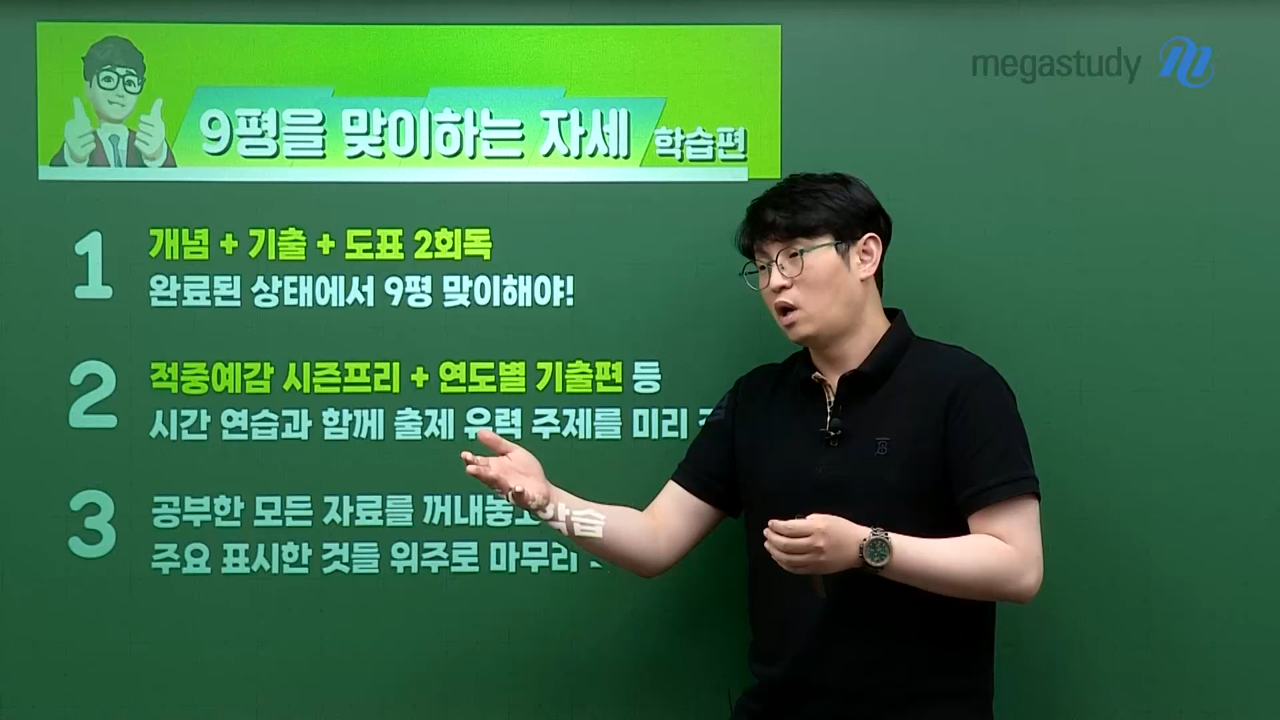 megastudy
9평을 맞이하는 자세 학습편
1 개념 + 기출 + 도표 2회독
완료된 상태에서 9평 맞이해야!
2 적중예감 시즌프리 + 연도별 기출편 등
시간 연습과 함께 출제 유력 주제를 미리
3 공부한 모든 자료를 꺼내놓고 학습
주요 표시한 것들 위주로 마무리